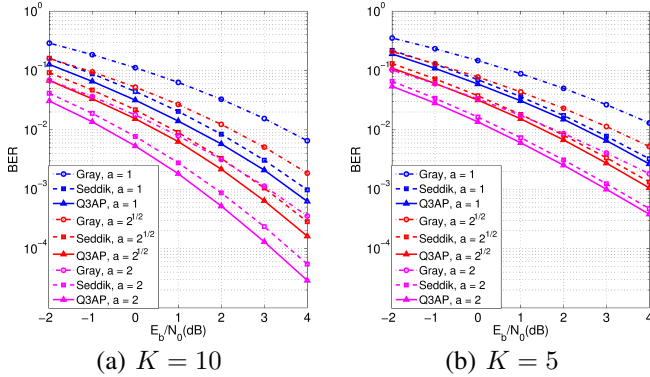 10^0
10^-1
10^-2
10^-3
10^-4
BER
Gray, a = 1
Seddik, a = 1
Q3AP, a = 1
Gray, a = 2^1/2
Seddik, a = 2^1/2
Q3AP, a = 2^1/2
Gray, a = 2
Seddik, a = 2
Q3AP, a = 2
-2 -1 0 1 2 3 4
E_b/N_0(dB)
(a) K = 10
10^0
10^-1
10^-2
10^-3
10^-4
BER
Gray, a = 1
Seddik, a = 1
Q3AP, a = 1
Gray, a = 2^1/2
Seddik, a = 2^1/2
Q3AP, a = 2^1/2
Gray, a = 2
Seddik, a = 2
Q3AP, a = 2
-2 -1 0 1 2 3 4
E_b/N_0(dB)
(b) K = 5